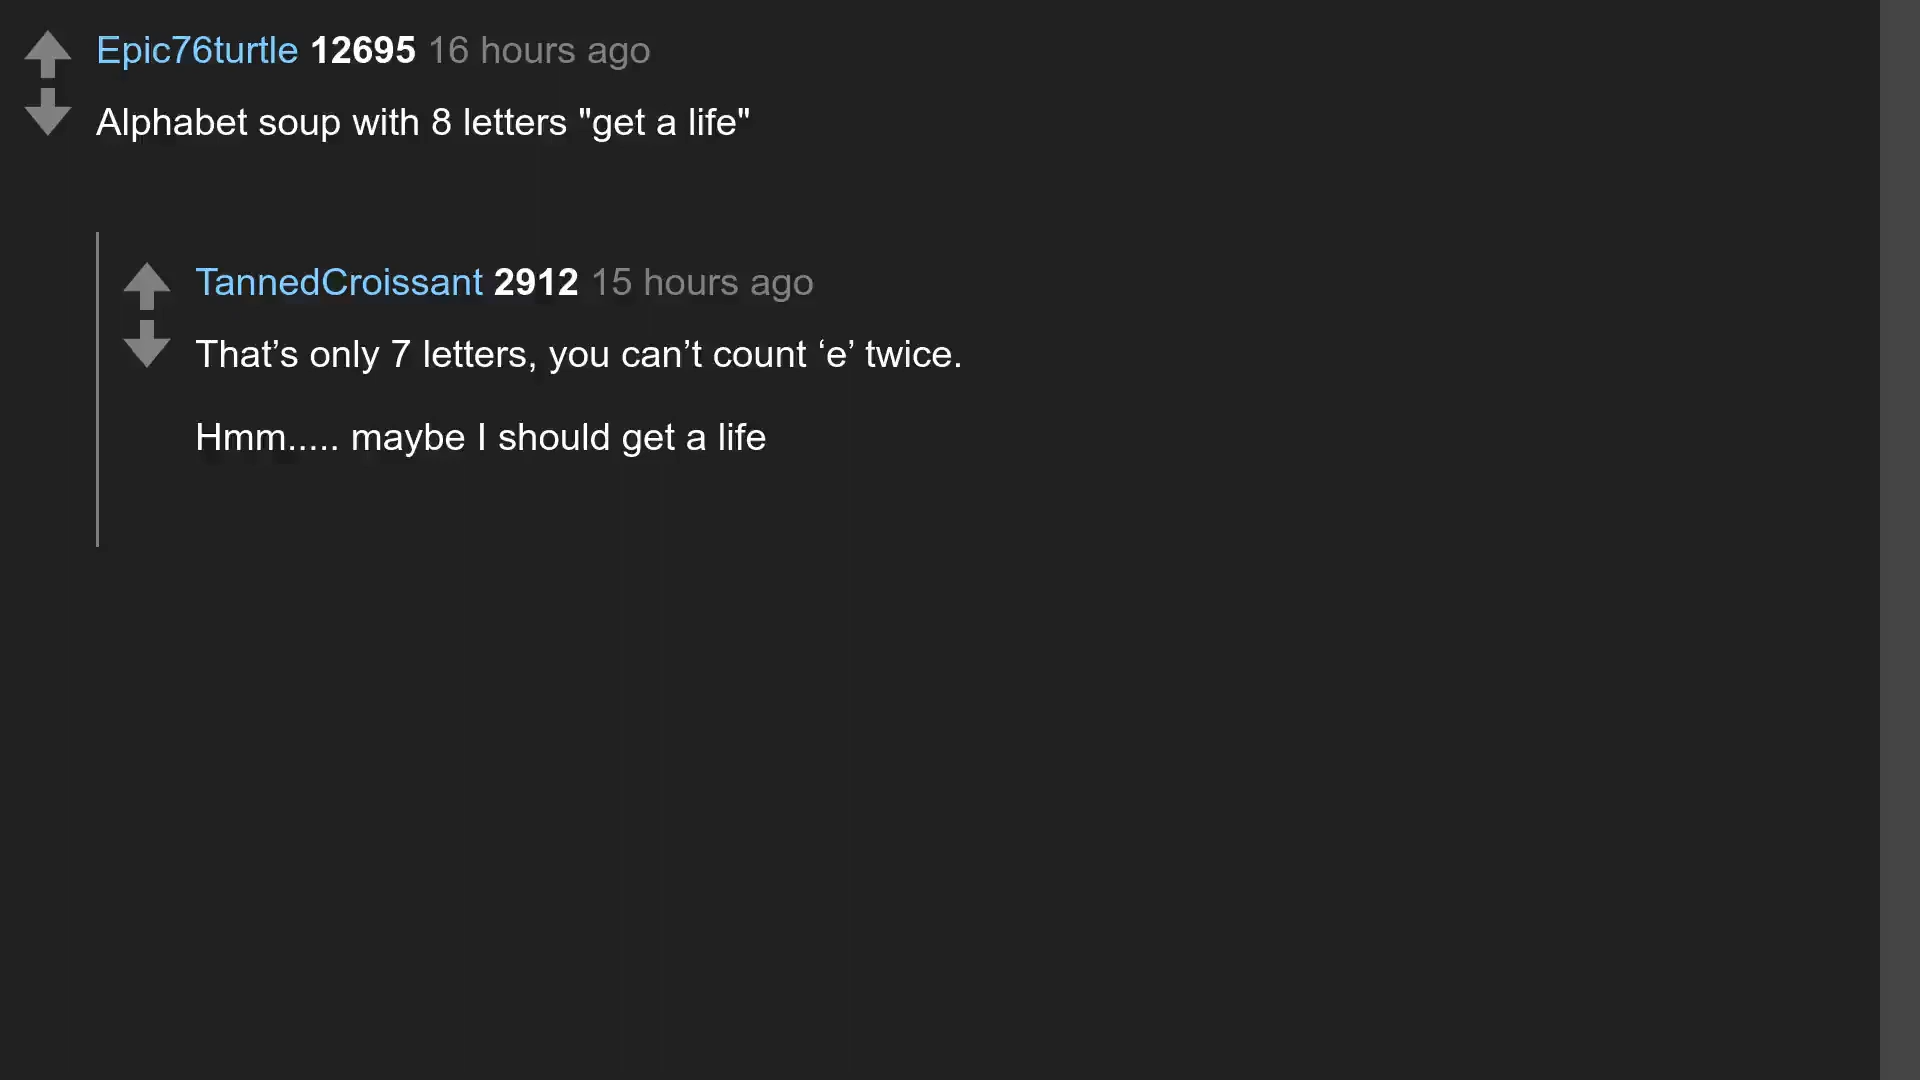 Epic76turtle 12695 16 hours ago
Alphabet soup with 8 letters "get a life"
TannedCroissant 2912 15 hours ago
That’s only 7 letters, you can’t count ‘e’ twice.
Hmm..... maybe I should get a life